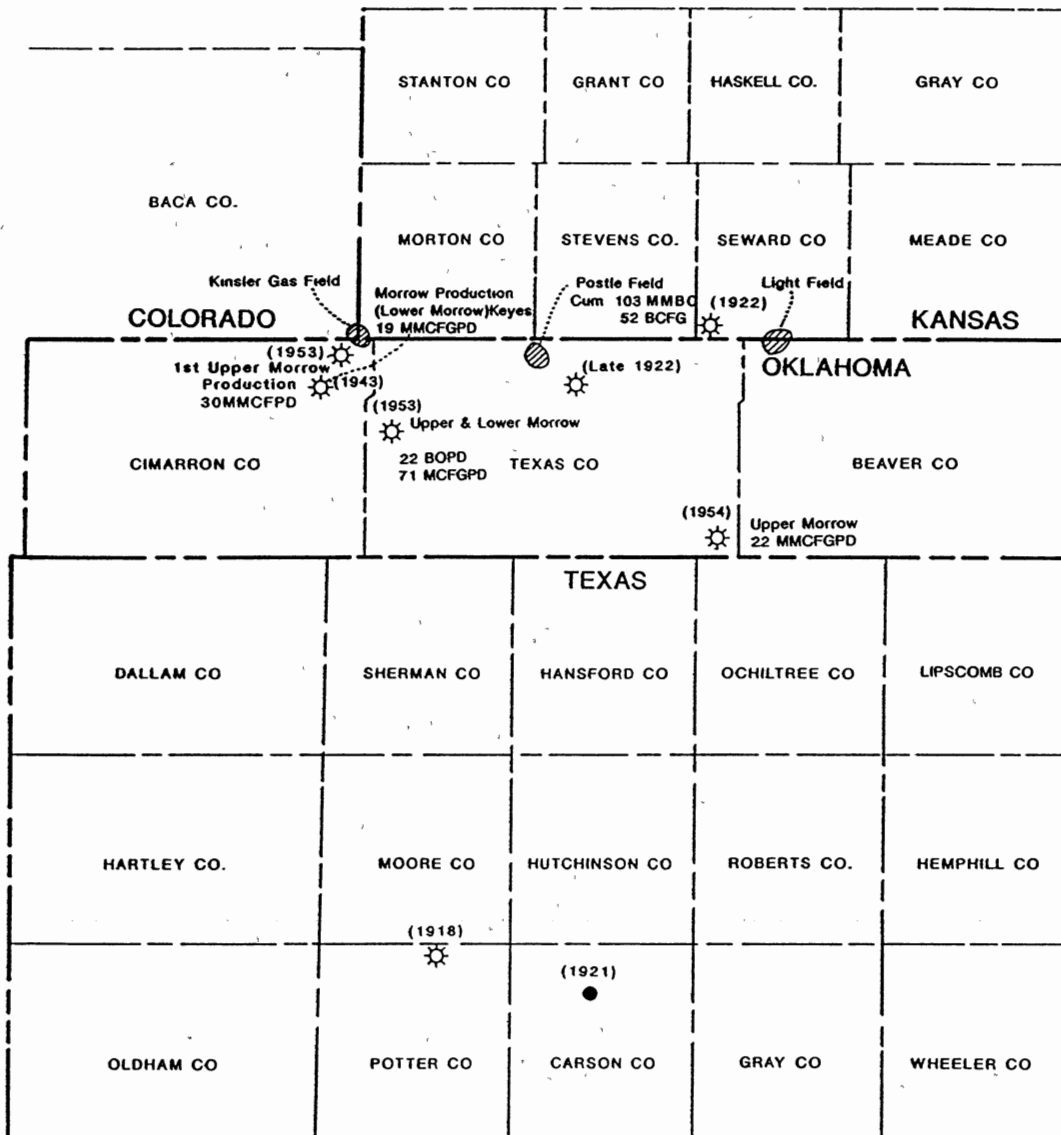 STANTON CO
GRANT CO
HASKELL CO.
GRAY CO
BACA CO.
MORTON CO
STEVENS CO.
SEWARD CO
MEADE CO
Kinsler Gas Field
Morrow Production
(Lower Morrow)Keyes
19 MMCFGPD
Postle Field
Cum 103 MMBO
52 BCFG
(1922)
Light Field
COLORADO
KANSAS
(1953)
1st Upper Morrow
Production
30MMCFPD
(1943)
(Late 1922)
OKLAHOMA
(1953)
Upper & Lower Morrow
22 BOPD
71 MCFGPD
CIMARRON CO
TEXAS CO
BEAVER CO
(1954)
Upper Morrow
22 MMCFGPD
TEXAS
DALLAM CO
SHERMAN CO
HANSFORD CO
OCHILTREE CO
LIPSCOMB CO
HARTLEY CO.
MOORE CO
HUTCHINSON CO
ROBERTS CO.
HEMPHILL CO
(1918)
(1921)
OLDHAM CO
POTTER CO
CARSON CO
GRAY CO
WHEELER CO